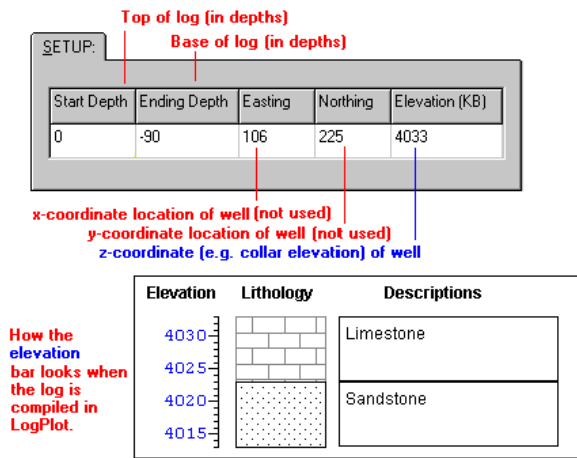 Top of log (in depths)
Base of log (in depths)
SETUP:
Start Depth Ending Depth Easting Northing Elevation (KB)
0 -90 106 225 4033
x-coordinate location of well (not used)
y-coordinate location of well (not used)
z-coordinate (e.g. collar elevation) of well
Elevation Lithology Descriptions
How the
elevation
bar looks when
the log is
compiled in
LogPlot.
4030
4025
4020
4015
Limestone
Sandstone